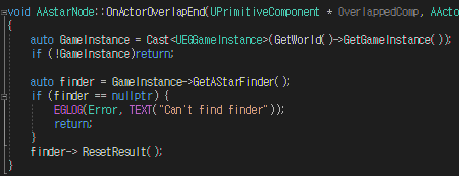 void AAstarNode::OnActorOverlapEnd(UPrimitiveComponent * OverlappedComp, AActo
{
auto GameInstance = Cast<UEGGameInstance>(GetWorld()->GetGameInstance());
if (!GameInstance)return;
auto finder = GameInstance->GetAStarFinder();
if (finder == nullptr) {
EGLOG(Error, TEXT("Can't find finder"));
return;
}
finder-> ResetResult();
}